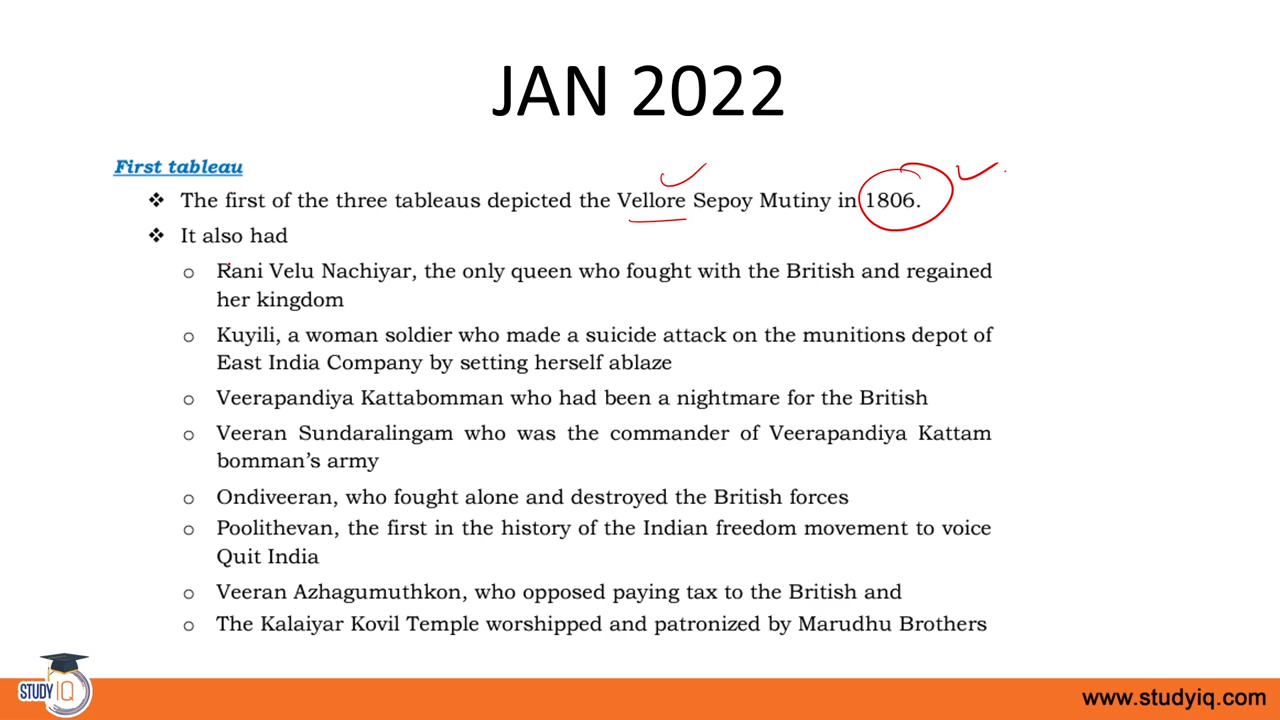 JAN 2022
First tableau
❖ The first of the three tableaus depicted the Vellore Sepoy Mutiny in 1806.
❖ It also had
o Rani Velu Nachiyar, the only queen who fought with the British and regained
her kingdom
o Kuyili, a woman soldier who made a suicide attack on the munitions depot of
East India Company by setting herself ablaze
o Veerapandiya Kattabomman who had been a nightmare for the British
o Veeran Sundaralingam who was the commander of Veerapandiya Kattam
bomman's army
o Ondiveeran, who fought alone and destroyed the British forces
o Poolithevan, the first in the history of the Indian freedom movement to voice
Quit India
o Veeran Azhagumuthkon, who opposed paying tax to the British and
o The Kalaiyar Kovil Temple worshipped and patronized by Marudhu Brothers
STUDY IQ
www.studyiq.com